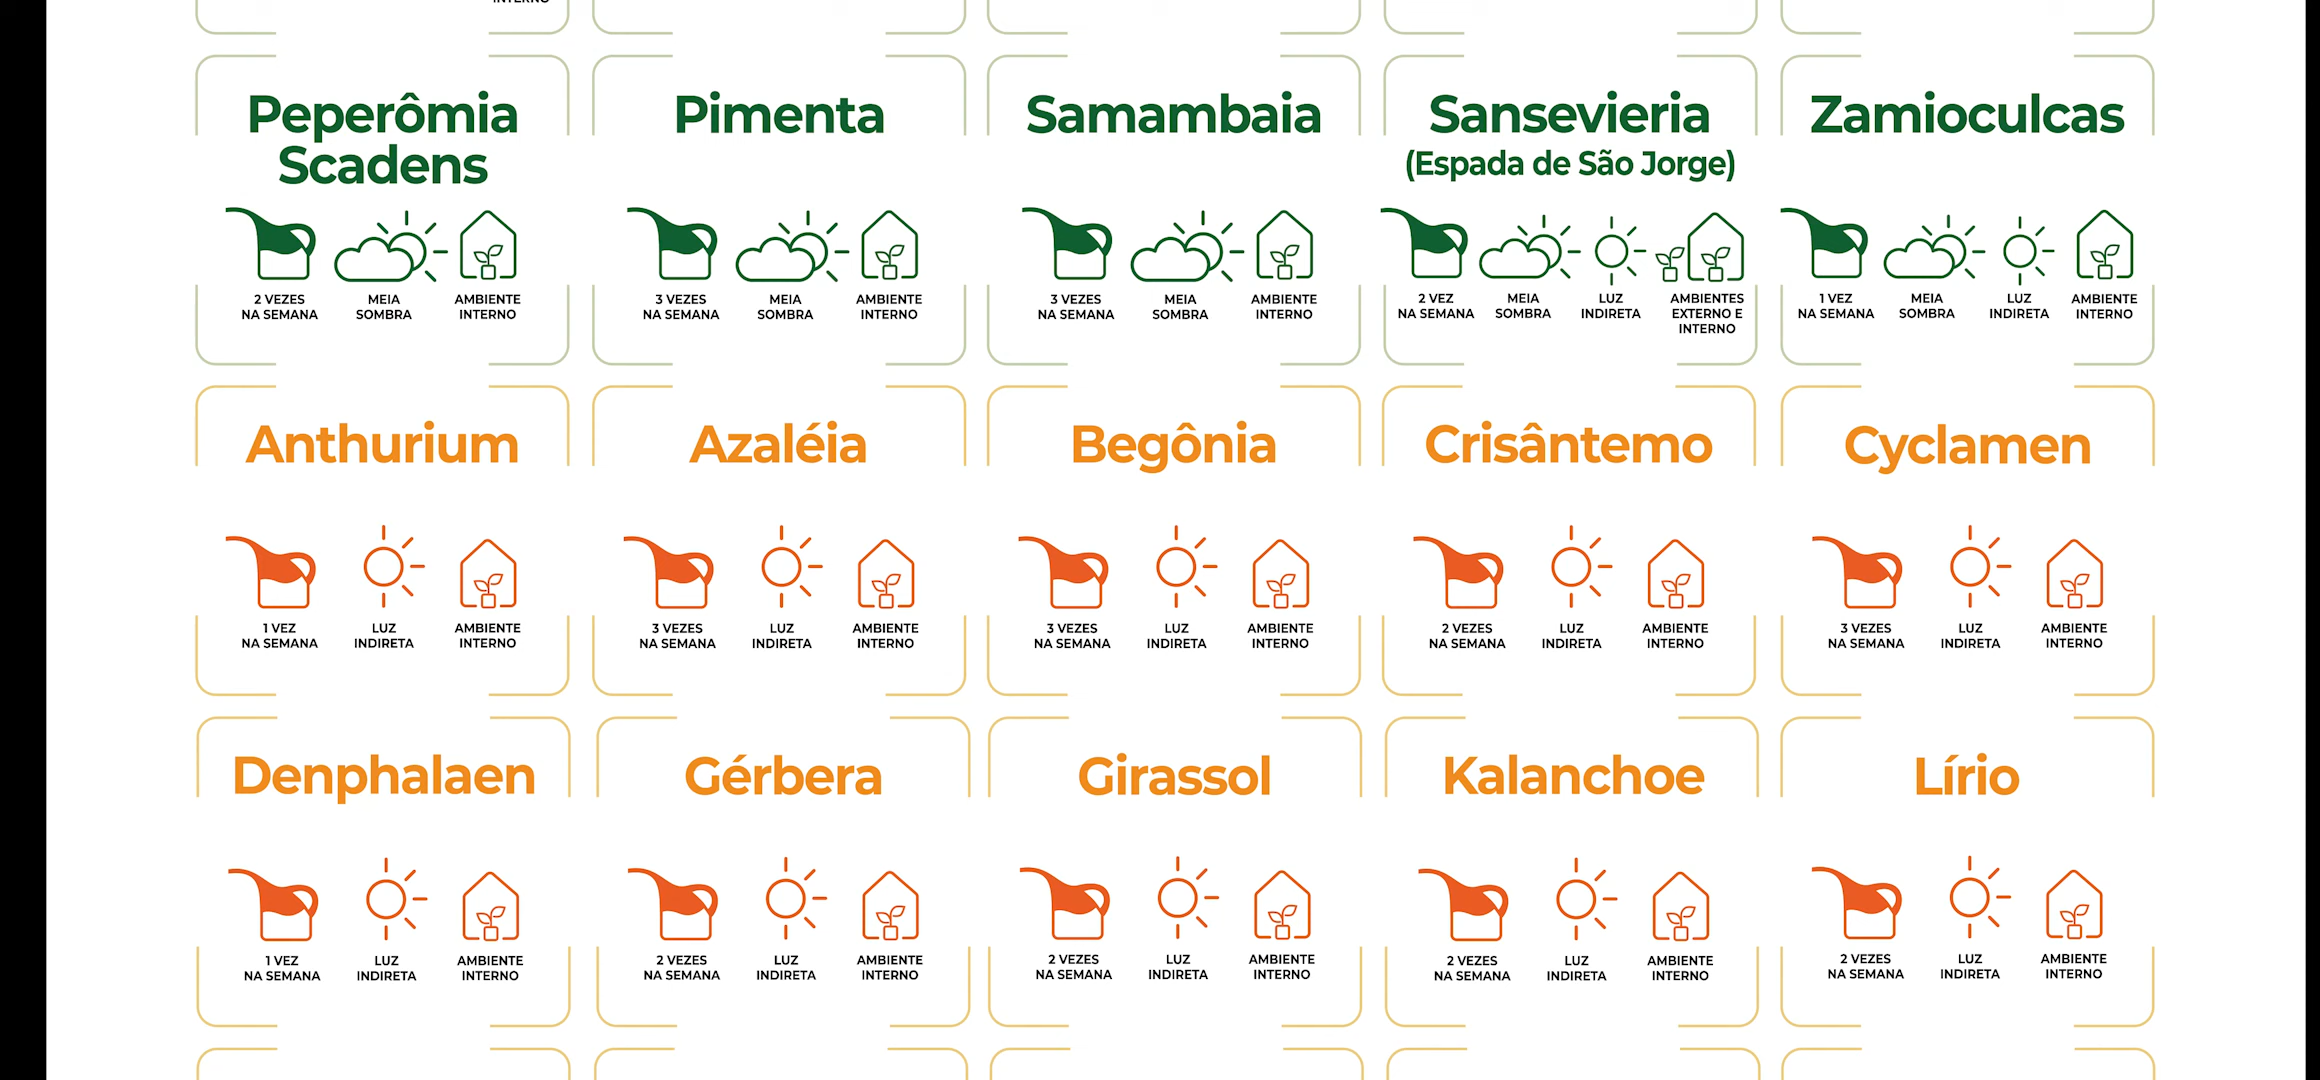 INTERNO
Peperômia
Scadens
2 VEZES
NA SEMANA
MEIA
SOMBRA
AMBIENTE
INTERNO
Pimenta
3 VEZES
NA SEMANA
MEIA
SOMBRA
AMBIENTE
INTERNO
Samambaia
3 VEZES
NA SEMANA
MEIA
SOMBRA
AMBIENTE
INTERNO
Sansevieria
(Espada de São Jorge)
2 VEZ
NA SEMANA
MEIA
SOMBRA
LUZ
INDIRETA
AMBIENTES
EXTERNO E
INTERNO
Zamioculcas
1 VEZ
NA SEMANA
MEIA
SOMBRA
LUZ
INDIRETA
AMBIENTE
INTERNO
Anthurium
1 VEZ
NA SEMANA
LUZ
INDIRETA
AMBIENTE
INTERNO
Azaléia
3 VEZES
NA SEMANA
LUZ
INDIRETA
AMBIENTE
INTERNO
Begônia
3 VEZES
NA SEMANA
LUZ
INDIRETA
AMBIENTE
INTERNO
Crisântemo
2 VEZES
NA SEMANA
LUZ
INDIRETA
AMBIENTE
INTERNO
Cyclamen
3 VEZES
NA SEMANA
LUZ
INDIRETA
AMBIENTE
INTERNO
Denphalaen
1 VEZ
NA SEMANA
LUZ
INDIRETA
AMBIENTE
INTERNO
Gérbera
2 VEZES
NA SEMANA
LUZ
INDIRETA
AMBIENTE
INTERNO
Girassol
2 VEZES
NA SEMANA
LUZ
INDIRETA
AMBIENTE
INTERNO
Kalanchoe
2 VEZES
NA SEMANA
LUZ
INDIRETA
AMBIENTE
INTERNO
Lírio
2 VEZES
NA SEMANA
LUZ
INDIRETA
AMBIENTE
INTERNO